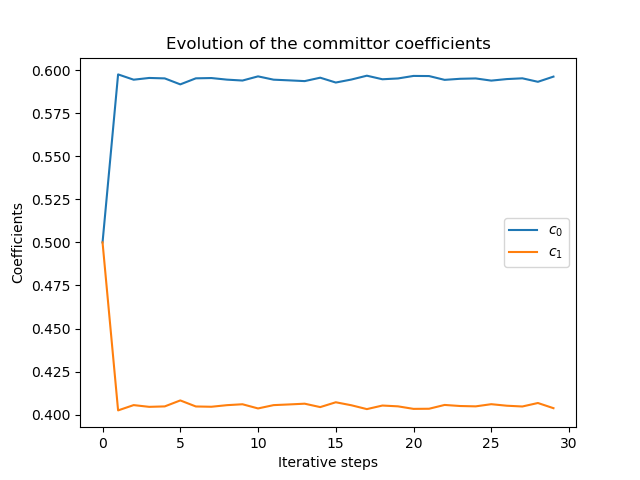 Evolution of the committor coefficients
0.600
0.575
0.550
0.525
0.500
0.475
0.450
0.425
0.400
Coefficients
c₀
c₁
0 5 10 15 20 25 30
Iterative steps